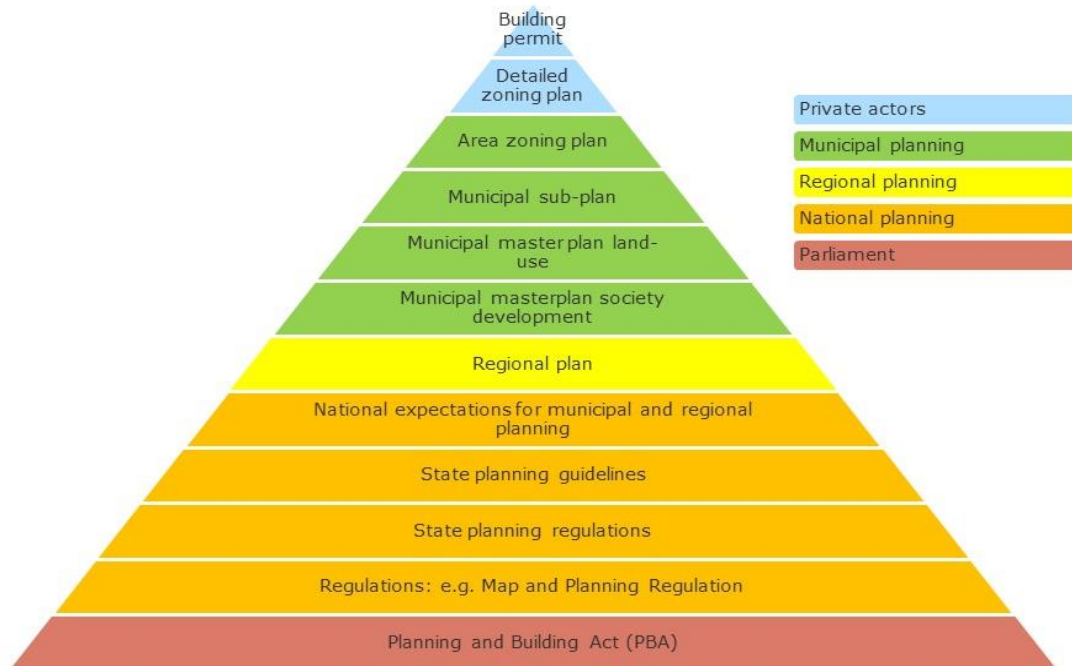 Building
permit
Detailed
zoning plan
Area zoning plan
Municipal sub-plan
Municipal master plan land-
use
Municipal masterplan society
development
Regional plan
National expectations for municipal and regional
planning
State planning guidelines
State planning regulations
Regulations: e.g. Map and Planning Regulation
Planning and Building Act (PBA)
Private actors
Municipal planning
Regional planning
National planning
Parliament